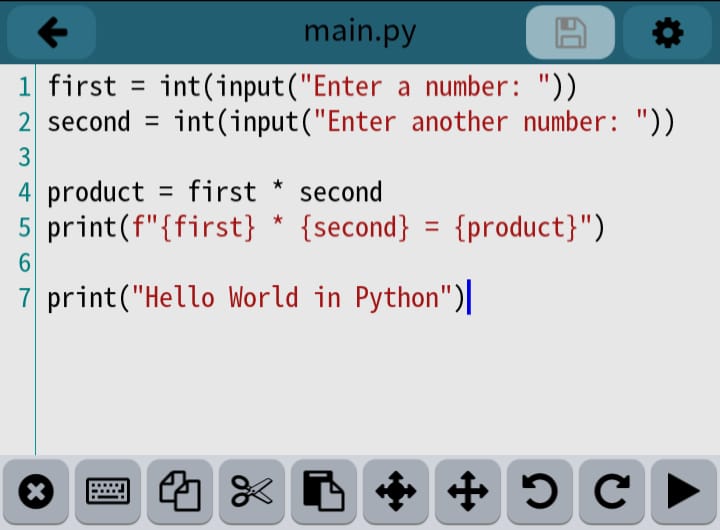 main.py
1 first = int(input("Enter a number: "))
2 second = int(input("Enter another number: "))
3
4 product = first * second
5 print(f"{first} * {second} = {product}")
6
7 print("Hello World in Python")